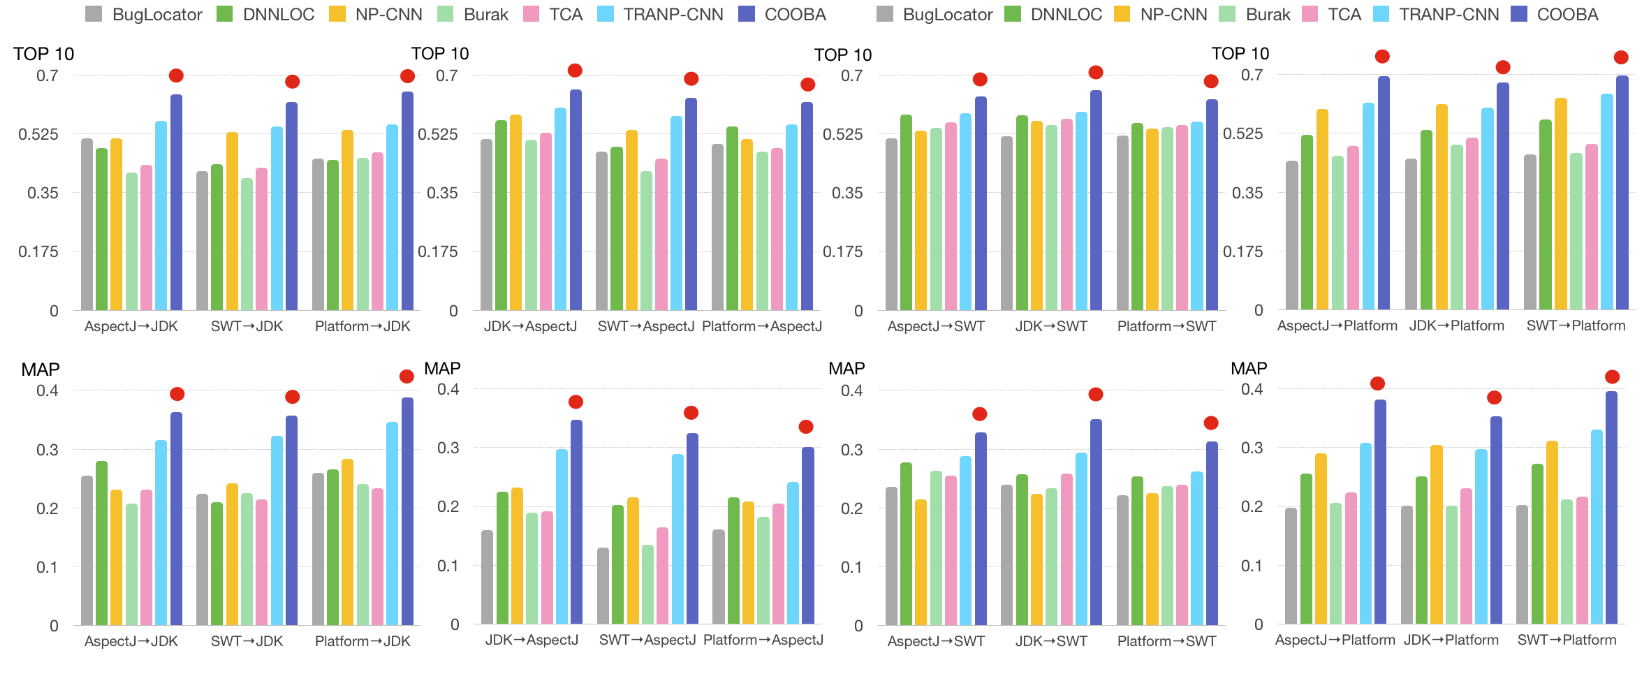 BugLocator DNNLOC NP-CNN Burak TCA TRANP-CNN COOBA
BugLocator DNNLOC NP-CNN Burak TCA TRANP-CNN COOBA
TOP 10
0.7
0.525
0.35
0.175
0
AspectJ→JDK SWT→JDK Platform→JDK
TOP 10
0.7
0.525
0.35
0.175
0
JDK→AspectJ SWT→AspectJ Platform→AspectJ
TOP 10
0.7
0.525
0.35
0.175
0
AspectJ→SWT JDK→SWT Platform→SWT
TOP 10
0.7
0.525
0.35
0.175
0
AspectJ→Platform JDK→Platform SWT→Platform
MAP
0.4
0.3
0.2
0.1
0
AspectJ→JDK SWT→JDK Platform→JDK
MAP
0.4
0.3
0.2
0.1
0
JDK→AspectJ SWT→AspectJ Platform→AspectJ
MAP
0.4
0.3
0.2
0.1
0
AspectJ→SWT JDK→SWT Platform→SWT
MAP
0.4
0.3
0.2
0.1
0
AspectJ→Platform JDK→Platform SWT→Platform